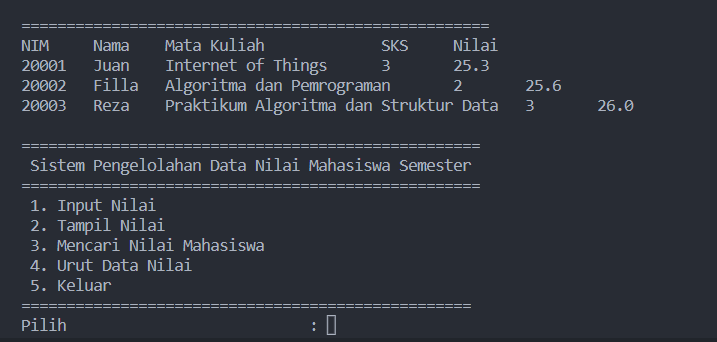 ====================================================
NIM Nama Mata Kuliah SKS Nilai
20001 Juan Internet of Things 3 25.3
20002 Filla Algoritma dan Pemrograman 2 25.6
20003 Reza Praktikum Algoritma dan Struktur Data 3 26.0
===================================================
Sistem Pengelolahan Data Nilai Mahasiswa Semester
===================================================
1. Input Nilai
2. Tampil Nilai
3. Mencari Nilai Mahasiswa
4. Urut Data Nilai
5. Keluar
==================================================
Pilih :